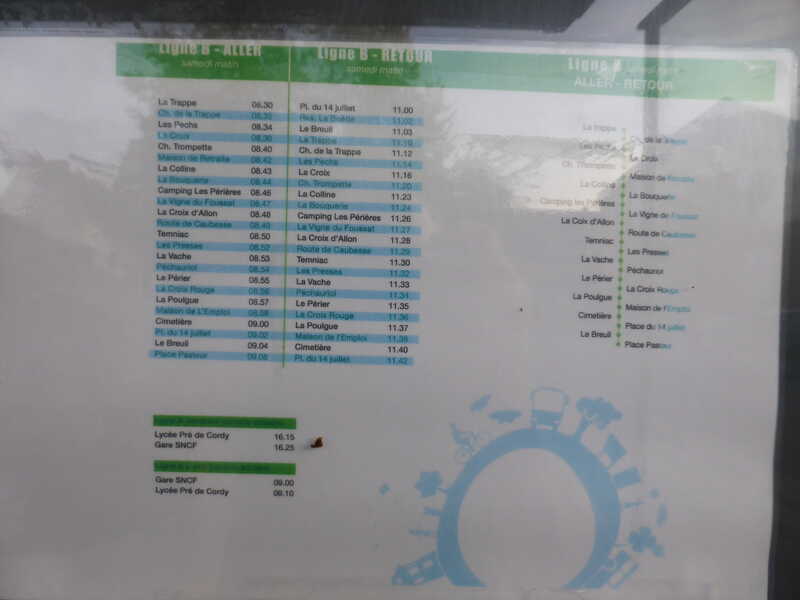 Ligne B - ALLER
samedi matin
La Trappe 08.30
Ch. de la Trappe
Les Pechs 08.34
La Croix
Ch. Trompette 08.40
Maison de Retraite 08.42
La Colline 08.43
La Bouquerie 08.44
Camping Les Périères 08.46
La Vigne du Foussat 08.47
La Croix d'Allon 08.48
Route de Caubesse 08.49
Temniac 08.50
Les Presses 08.52
La Vache 08.53
Péchauriol 08.54
Le Périer 08.55
La Croix Rouge 08.56
La Poulgue 08.57
Maison de L'Emploi 08.58
Cimetière 09.00
Pl. du 14 juillet 09.02
Le Breuil 09.04
Place Pasteur 09.06
Ligne B - RETOUR
samedi matin
Pl. du 14 juillet 11.00
Res. La Boëtie 11.02
Le Breuil 11.03
La Trappe 11.10
Ch. de la Trappe 11.12
Les Pechs 11.14
La Croix 11.16
Ch. Trompette 11.20
La Colline 11.23
La Bouquerie 11.24
Camping Les Périères 11.26
La Vigne du Foussat 11.27
La Croix d'Allon 11.28
Route de Caubesse 11.29
Temniac 11.30
Les Presses 11.32
La Vache 11.33
Péchauriol 11.34
Le Périer 11.35
La Croix Rouge 11.36
La Poulgue 11.37
Maison de l'Emploi 11.38
Cimetière 11.40
Pl. du 14 juillet 11.42
Ligne B
ALLER - RETOUR
La Trappe
Ch. de la Trappe
Les Pechs
La Croix
Ch. Trompette
Maison de Retraite
La Colline
La Bouquerie
Camping Les Périères
La Vigne du Foussat
La Croix d'Allon
Route de Caubesse
Temniac
Les Presses
La Vache
Péchauriol
Le Périer
La Croix Rouge
La Poulgue
Maison de l'Emploi
Cimetière
Place du 14 juillet
Le Breuil
Place Pasteur
Lycée Pré de Cordy 16.15
Gare SNCF 16.25
Gare SNCF 09.00
Lycée Pré de Cordy 09.10